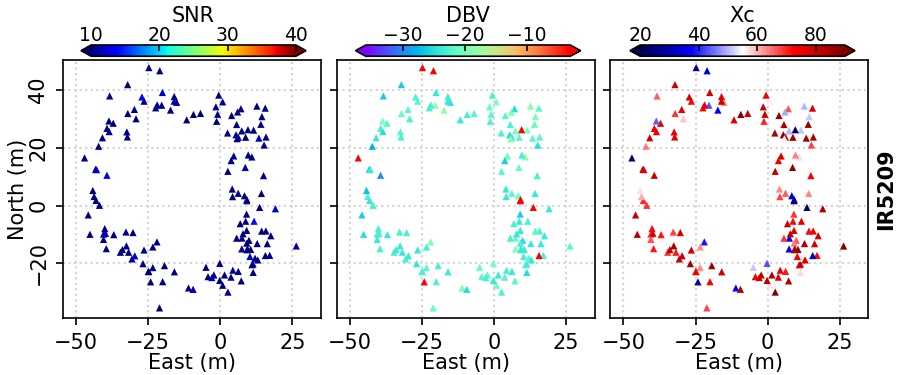 SNR DBV Xc
10 20 30 40 −30 −20 −10 20 40 60 80
40
20
0
−20
North (m)
IR5209
−50 −25 0 25 −50 −25 0 25 −50 −25 0 25
East (m) East (m) East (m)